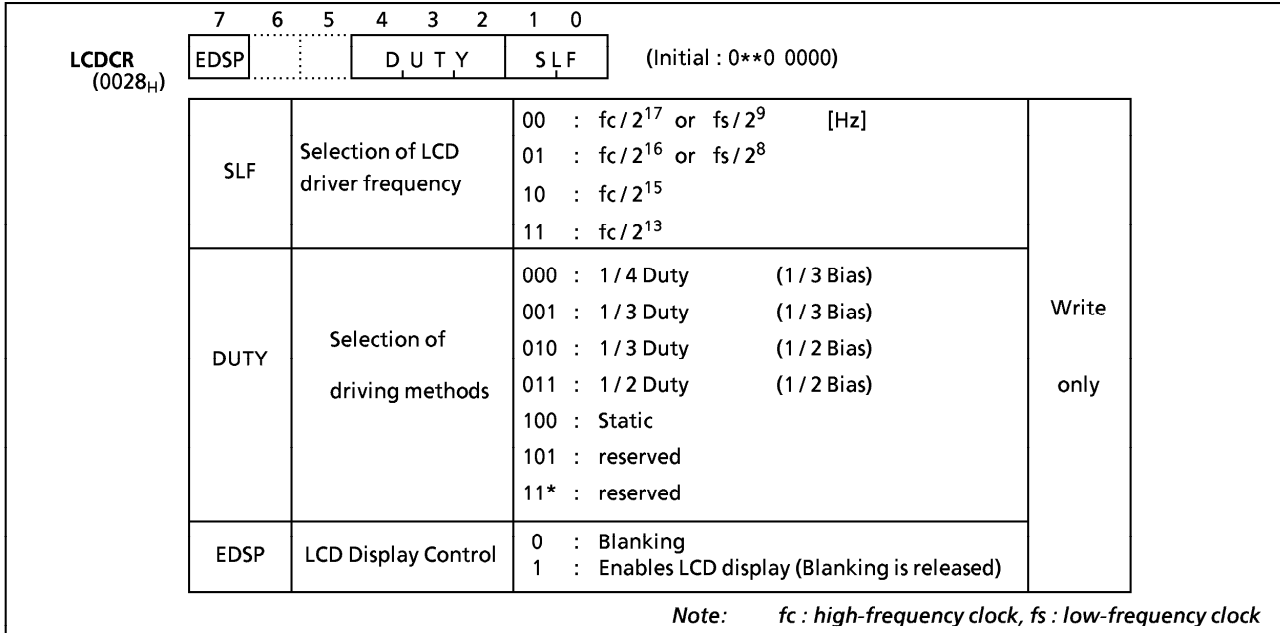 7 6 5 4 3 2 1 0
LCDCR EDSP DUTY SLF (Initial : 0**0 0000)
(0028H)
SLF Selection of LCD driver frequency
00 : fc / 2^17 or fs / 2^9 [Hz]
01 : fc / 2^16 or fs / 2^8
10 : fc / 2^15
11 : fc / 2^13
DUTY Selection of driving methods
000 : 1 / 4 Duty (1 / 3 Bias)
001 : 1 / 3 Duty (1 / 3 Bias)
010 : 1 / 3 Duty (1 / 2 Bias)
011 : 1 / 2 Duty (1 / 2 Bias)
100 : Static
101 : reserved
11* : reserved
Write
only
EDSP LCD Display Control
0 : Blanking
1 : Enables LCD display (Blanking is released)
Note: fc : high-frequency clock, fs : low-frequency clock